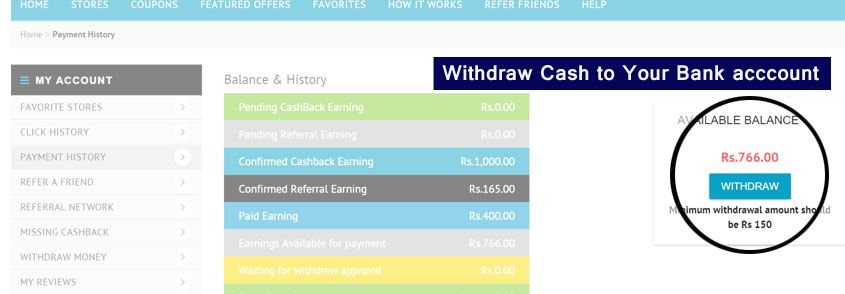 HOME STORES COUPONS FEATURED OFFERS FAVORITES HOW IT WORKS REFER FRIENDS HELP
Home > Payment History
MY ACCOUNT
FAVORITE STORES
CLICK HISTORY
PAYMENT HISTORY
REFER A FRIEND
REFERRAL NETWORK
MISSING CASHBACK
WITHDRAW MONEY
MY REVIEWS
Balance & History
Pending CashBack Earning Rs.0.00
Pending Referral Earning Rs.0.00
Confirmed Cashback Earning Rs.1,000.00
Confirmed Referral Earning Rs.165.00
Paid Earning Rs.400.00
Earnings Available for payment Rs.766.00
Waiting for withdraw approval Rs.0.00
Withdraw Cash to Your Bank acccount
AVAILABLE BALANCE
Rs.766.00
WITHDRAW
Minimum withdrawal amount should
be Rs 150